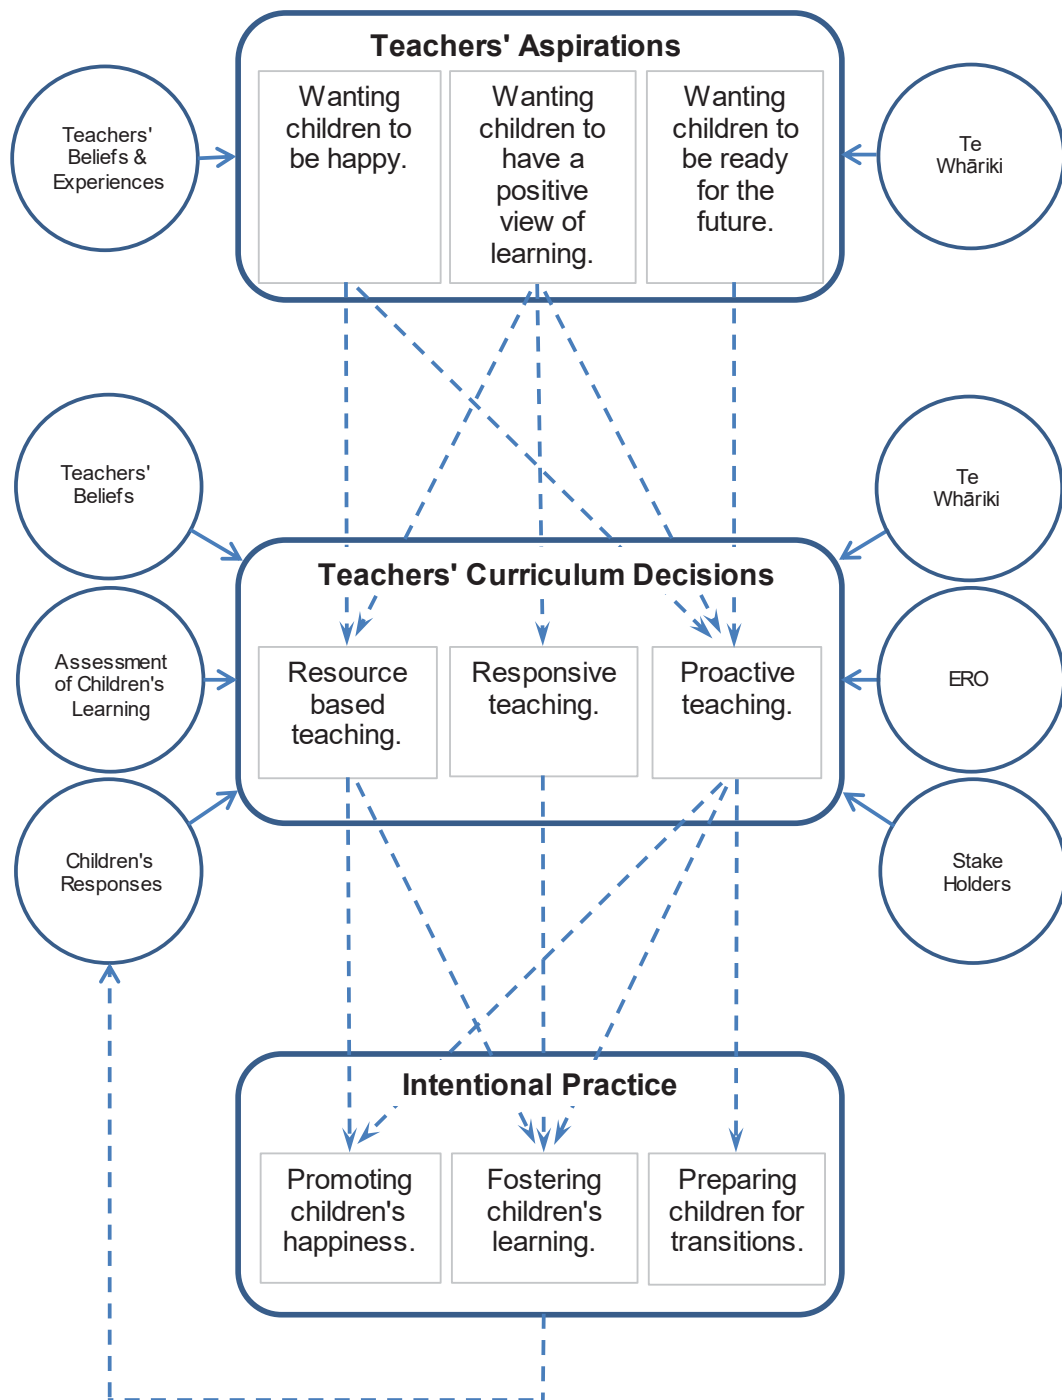 Teachers' Aspirations
Teachers'
Beliefs &
Experiences
Wanting
children to
be happy.
Wanting
children to
have a
positive
view of
learning.
Wanting
children to
be ready
for the
future.
Te
Whāriki
Teachers'
Beliefs
Te
Whāriki
Teachers' Curriculum Decisions
Assessment
of Children's
Learning
Resource
based
teaching.
Responsive
teaching.
Proactive
teaching.
ERO
Children's
Responses
Stake
Holders
Intentional Practice
Promoting
children's
happiness.
Fostering
children's
learning.
Preparing
children for
transitions.